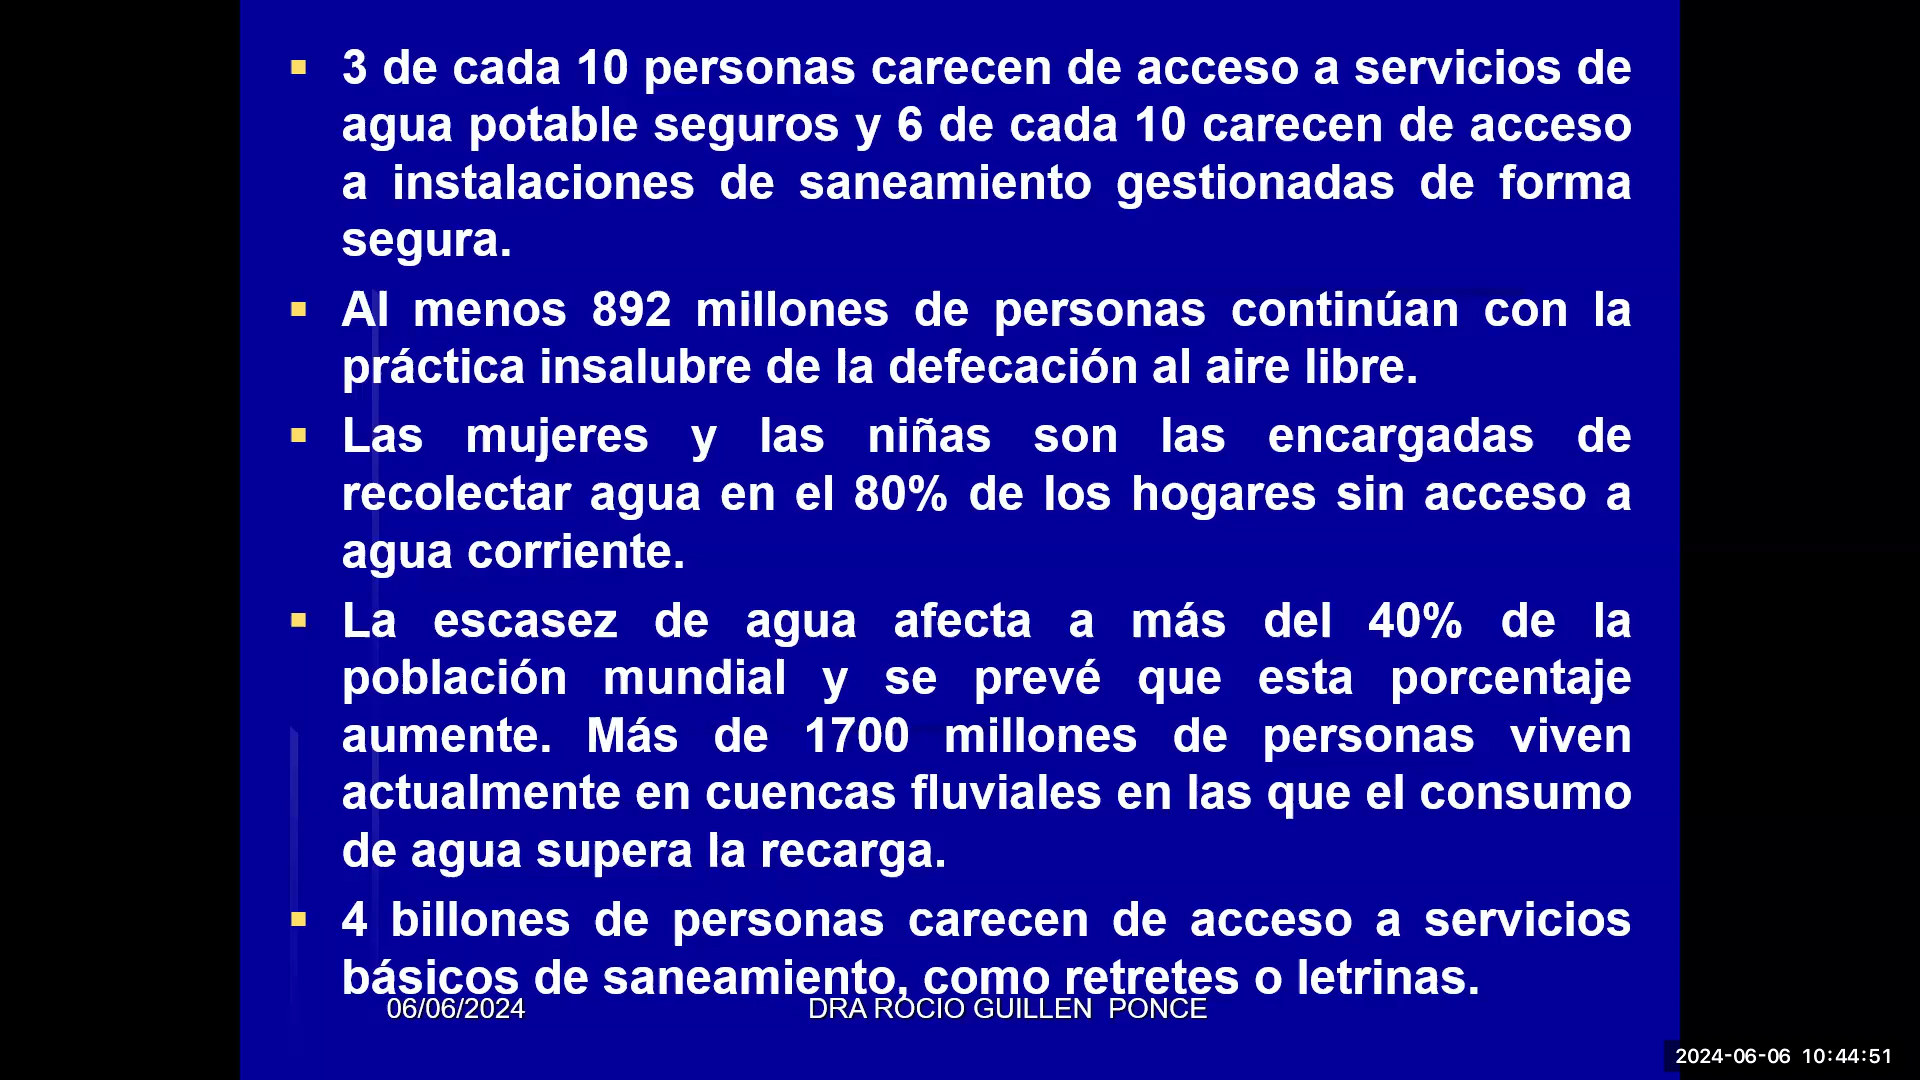 ▪ 3 de cada 10 personas carecen de acceso a servicios de
agua potable seguros y 6 de cada 10 carecen de acceso
a instalaciones de saneamiento gestionadas de forma
segura.
▪ Al menos 892 millones de personas continúan con la
práctica insalubre de la defecación al aire libre.
▪ Las mujeres y las niñas son las encargadas de
recolectar agua en el 80% de los hogares sin acceso a
agua corriente.
▪ La escasez de agua afecta a más del 40% de la
población mundial y se prevé que esta porcentaje
aumente. Más de 1700 millones de personas viven
actualmente en cuencas fluviales en las que el consumo
de agua supera la recarga.
▪ 4 billones de personas carecen de acceso a servicios
básicos de saneamiento, como retretes o letrinas.
06/06/2024 DRA ROCIO GUILLEN PONCE
2024-06-06 10:44:51